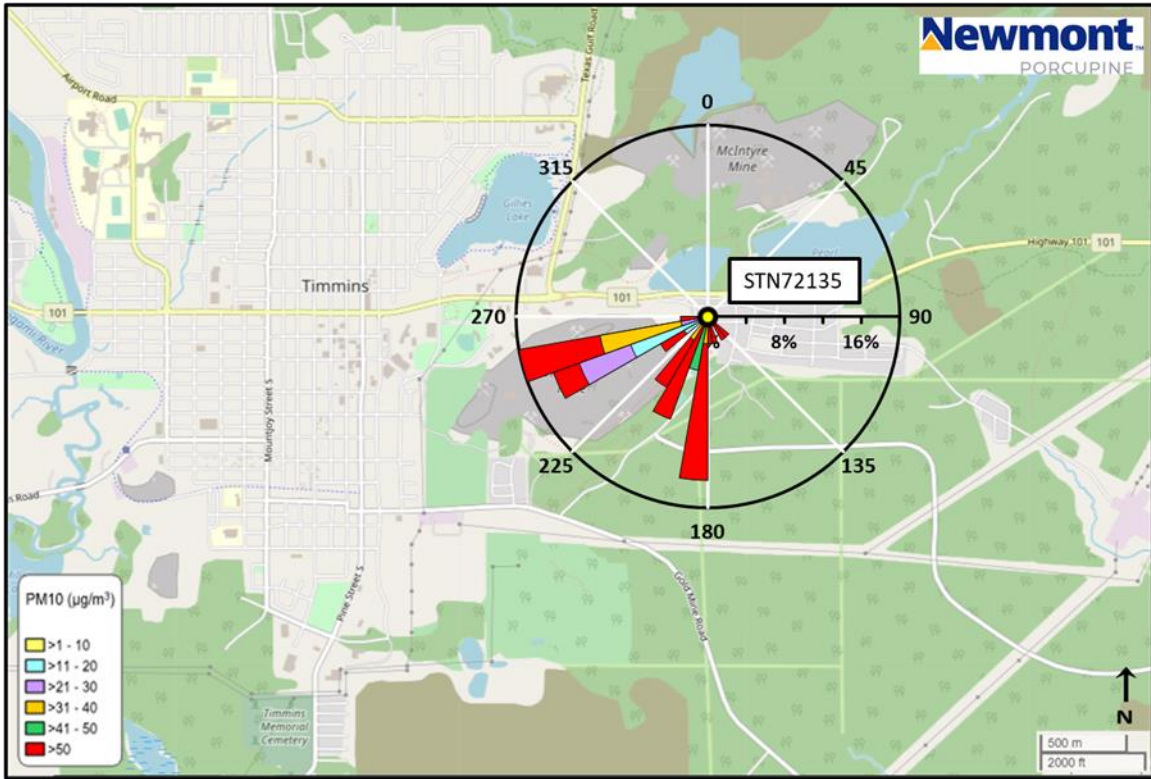 Newmont™
PORCUPINE
Airport Road
Texas Gulf Road
0
McIntyre
Mine
315
45
Gillies
Lake
Pearl
Highway 101
101
Timmins
STN72135
101
101
270
90
8%
16%
Mountjoy Street S
225
135
180
Gold Mine Road
Pine Street S
PM10 (µg/m³)
>1 - 10
>11 - 20
>21 - 30
>31 - 40
>41 - 50
>50
Timmins
Memorial
Cemetery
N
500 m
2000 ft